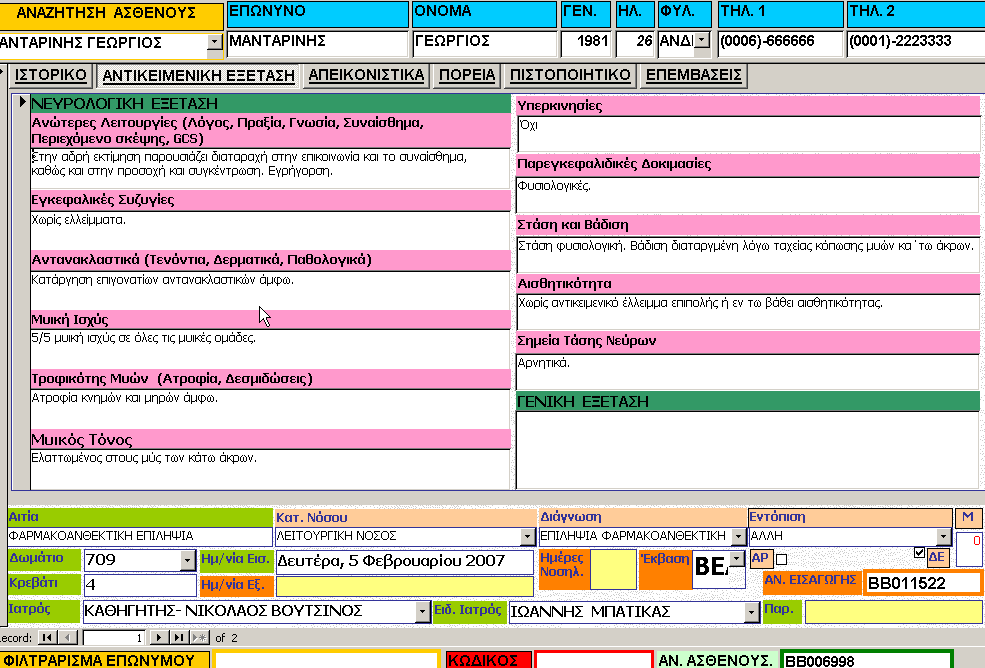 ΑΝΑΖΗΤΗΣΗ ΑΣΘΕΝΟΥΣ ΕΠΩΝΥΝΟ ΟΝΟΜΑ ΓΕΝ. ΗΛ. ΦΥΛ. ΤΗΛ. 1 ΤΗΛ. 2
ΑΝΤΑΡΙΝΗΣ ΓΕΩΡΓΙΟΣ ΜΑΝΤΑΡΙΝΗΣ ΓΕΩΡΓΙΟΣ 1981 26 ΑΝΔ (0006)-666666 (0001)-2223333
ΙΣΤΟΡΙΚΟ ΑΝΤΙΚΕΙΜΕΝΙΚΗ ΕΞΕΤΑΣΗ ΑΠΕΙΚΟΝΙΣΤΙΚΑ ΠΟΡΕΙΑ ΠΙΣΤΟΠΟΙΗΤΙΚΟ ΕΠΕΜΒΑΣΕΙΣ
ΝΕΥΡΟΛΟΓΙΚΗ ΕΞΕΤΑΣΗ
Ανώτερες Λειτουργίες (Λόγος, Πραξία, Γνωσία, Συναίσθημα,
Περιεχόμενο σκέψης, GCS)
Στην αδρή εκτίμηση παρουσιάζει διαταραχή στην επικοινωνία και το συναίσθημα,
καθώς και στην προσοχή και συγκέντρωση. Εγρήγορση.
Εγκεφαλικές Συζυγίες
Χωρίς ελλείμματα.
Αντανακλαστικά (Τενόντια, Δερματικά, Παθολογικά)
Κατάργηση επιγονατίων αντανακλαστικών άμφω.
Μυική Ισχύς
5/5 μυική ισχύς σε όλες τις μυικές ομάδες.
Τροφικότης Μυών (Ατροφία, Δεσμιδώσεις)
Ατροφία κνημών και μηρών άμφω.
Μυικός Τόνος
Ελαττωμένος στους μύς των κάτω άκρων.
Υπερκινησίες
Όχι
Παρεγκεφαλιδικές Δοκιμασίες
Φυσιολογικές.
Στάση και Βάδιση
Στάση φυσιολογική. Βάδιση διαταργμένη λόγω ταχείας κόπωσης μυών κα΄τω άκρων.
Αισθητικότητα
Χωρίς αντικειμενικό έλλειμμα επιπολής ή εν τω βάθει αισθητικότητας.
Σημεία Τάσης Νεύρων
Αρνητικά.
ΓΕΝΙΚΗ ΕΞΕΤΑΣΗ
Αιτία Κατ. Νόσου Διάγνωση Εντόπιση Μ
ΦΑΡΜΑΚΟΑΝΘΕΚΤΙΚΗ ΕΠΙΛΗΨΙΑ ΛΕΙΤΟΥΡΓΙΚΗ ΝΟΣΟΣ ΕΠΙΛΗΨΙΑ ΦΑΡΜΑΚΟΑΝΘΕΚΤΙΚΗ ΑΛΛΗ 0
Δωμάτιο 709 Ημ/νία Εισ. Δευτέρα, 5 Φεβρουαρίου 2007 Ημέρες Νοσηλ. Έκβαση ΒΕ ΑΡ ΔΕ
Κρεβάτι 4 Ημ/νία Εξ. ΑΝ. ΕΙΣΑΓΩΓΗΣ BB011522
Ιατρός ΚΑΘΗΓΗΤΗΣ- ΝΙΚΟΛΑΟΣ ΒΟΥΤΣΙΝΟΣ Ειδ. Ιατρός ΙΩΑΝΝΗΣ ΜΠΑΤΙΚΑΣ Παρ.
ecord: 1 of 2
ΦΙΛΤΡΑΡΙΣΜΑ ΕΠΩΝΥΜΟΥ ΚΩΔΙΚΟΣ ΑΝ. ΑΣΘΕΝΟΥΣ. BB006998